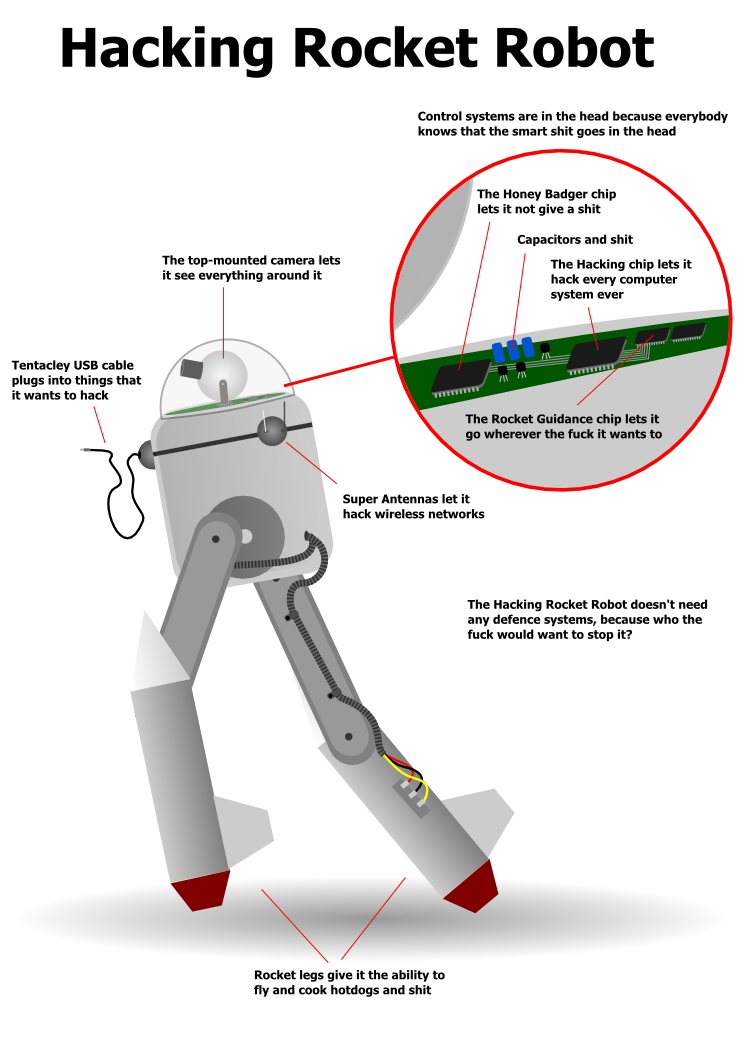 Hacking Rocket Robot
Control systems are in the head because everybody
knows that the smart shit goes in the head
The Honey Badger chip
lets it not give a shit
Capacitors and shit
The Hacking chip lets it
hack every computer
system ever
The top-mounted camera lets
it see everything around it
Tentacley USB cable
plugs into things that
it wants to hack
The Rocket Guidance chip lets it
go wherever the fuck it wants to
Super Antennas let it
hack wireless networks
The Hacking Rocket Robot doesn't need
any defence systems, because who the
fuck would want to stop it?
Rocket legs give it the ability to
fly and cook hotdogs and shit